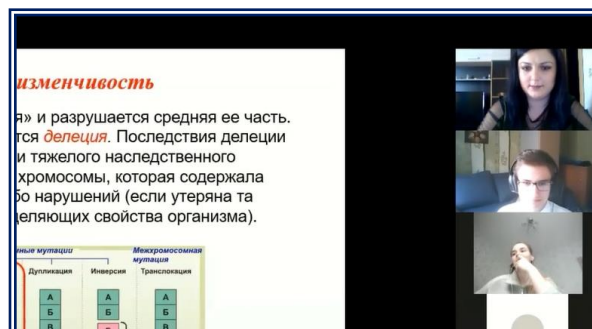 изменчивость
я» и разрушается средняя ее часть.
тся делеция. Последствия делеции
и тяжелого наследственного
хромосомы, которая содержала
бо нарушений (если утеряна та
еляющих свойства организма).
ные мутации
Межхромосомная
мутация
Дупликация Инверсия Транслокация
А А А
Б Б Б
В В